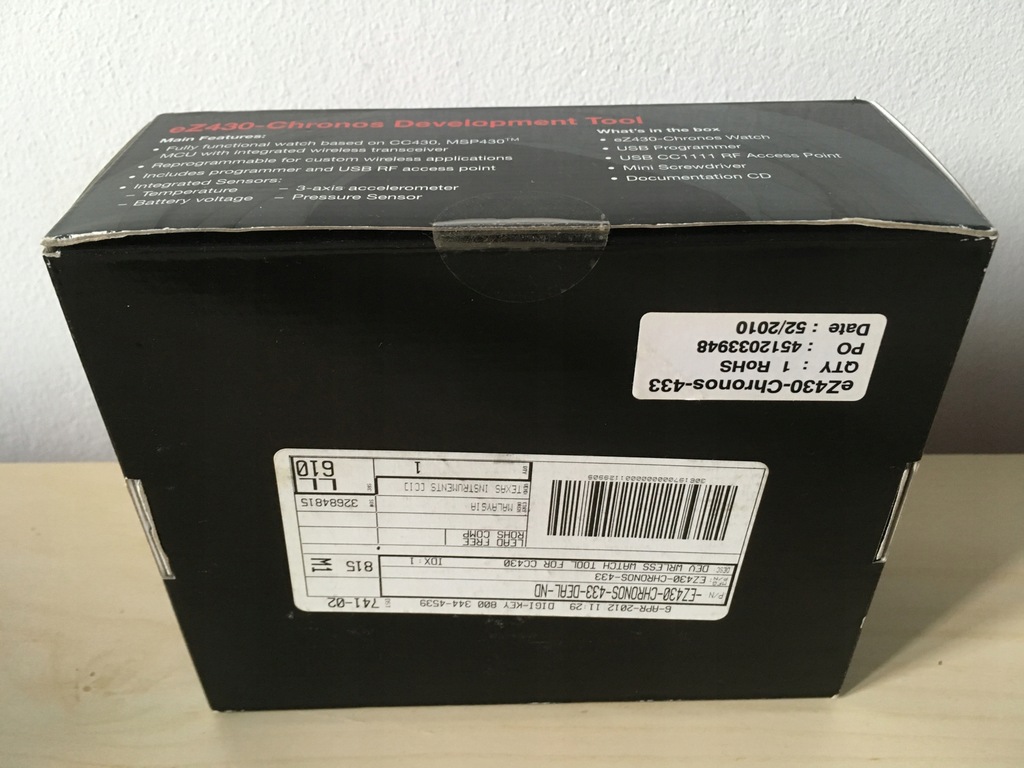 eZ430-Chronos Development Tool
Main Features:
• Fully functional watch based on CC430, MSP430™
MCU with integrated wireless transceiver
• Reprogrammable for custom wireless applications
• Includes programmer and USB RF access point
• Integrated Sensors:
– Temperature – 3-axis accelerometer
– Battery voltage – Pressure Sensor
What's in the box
• eZ430-Chronos Watch
• USB Programmer
• USB CC1111 RF Access Point
• Mini Screwdriver
• Documentation CD
eZ430-Chronos-433
QTY : 1 RoHS
PO : 4512033948
Date : 52/2010
6-APR-2012 11:29 DIGI-KEY 800 344-4539
741-02
P/N -EZ430-CHRONOS-433-DEAL-ND
EZ430-CHRONOS-433
DESC DEV WRLESS WATCH TOOL FOR CC430 IDX:1
815 M1
LEAD FREE
ROHS COMP
MALAYSIA
32684815
TEXAS INSTRUMENTS [CI]
LL
610
QTY 1